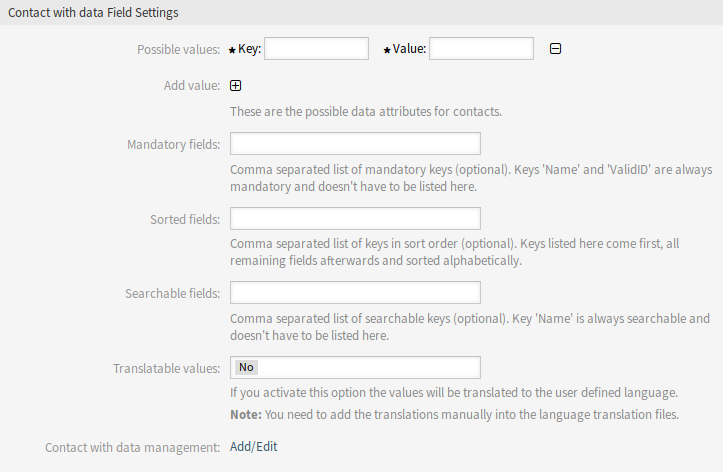 Contact with data Field Settings
Possible values: ★ Key: ★ Value:
Add value:
These are the possible data attributes for contacts.
Mandatory fields:
Comma separated list of mandatory keys (optional). Keys 'Name' and 'ValidID' are always
mandatory and doesn't have to be listed here.
Sorted fields:
Comma separated list of keys in sort order (optional). Keys listed here come first, all
remaining fields afterwards and sorted alphabetically.
Searchable fields:
Comma separated list of searchable keys (optional). Key 'Name' is always searchable and
doesn't have to be listed here.
Translatable values: No
If you activate this option the values will be translated to the user defined language.
Note: You need to add the translations manually into the language translation files.
Contact with data management: Add/Edit